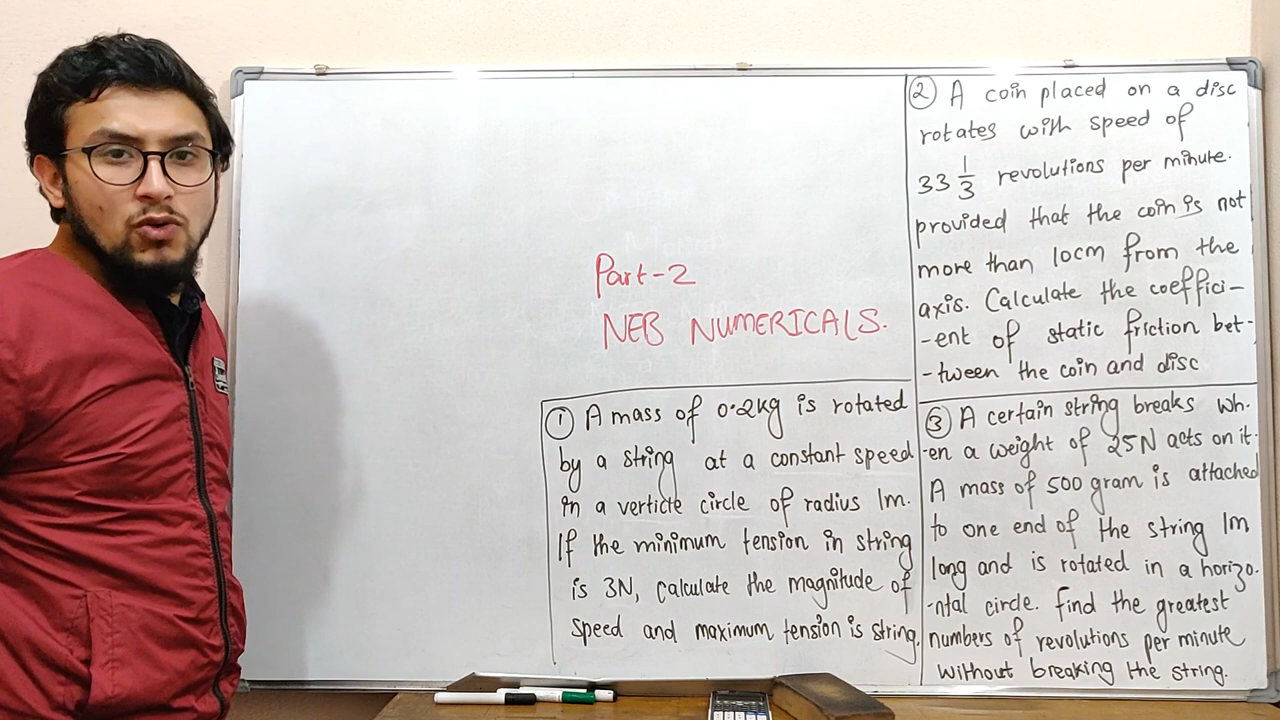 Part-2
NEB NUMERICALS.
① A mass of 0.2kg is rotated
by a string at a constant speed
in a verticle circle of radius 1m.
If the minimum tension in string
is 3N, calculate the magnitude of
speed and maximum tension is string.
② A coin placed on a disc
rotates with speed of
33 1/3 revolutions per minute.
provided that the coin is not
more than 10cm from the
axis. Calculate the coeffici-
-ent of static friction bet-
-tween the coin and disc
③ A certain string breaks wh-
-en a weight of 25N acts on it.
A mass of 500 gram is attached
to one end of the string 1m
long and is rotated in a horizo-
-ntal circle. find the greatest
numbers of revolutions per minute
without breaking the string.